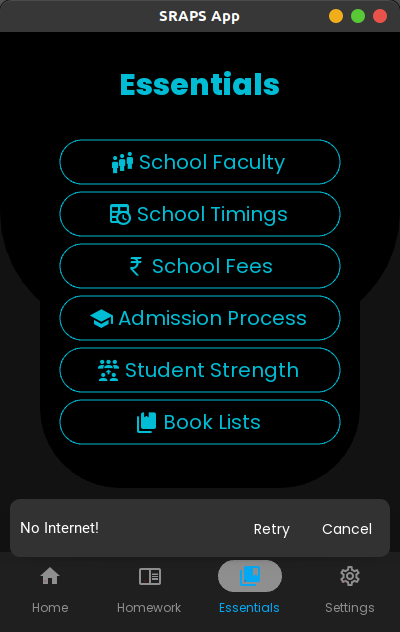 SRAPS App
Essentials
School Faculty
School Timings
School Fees
Admission Process
Student Strength
Book Lists
No Internet! Retry Cancel
Home Homework Essentials Settings